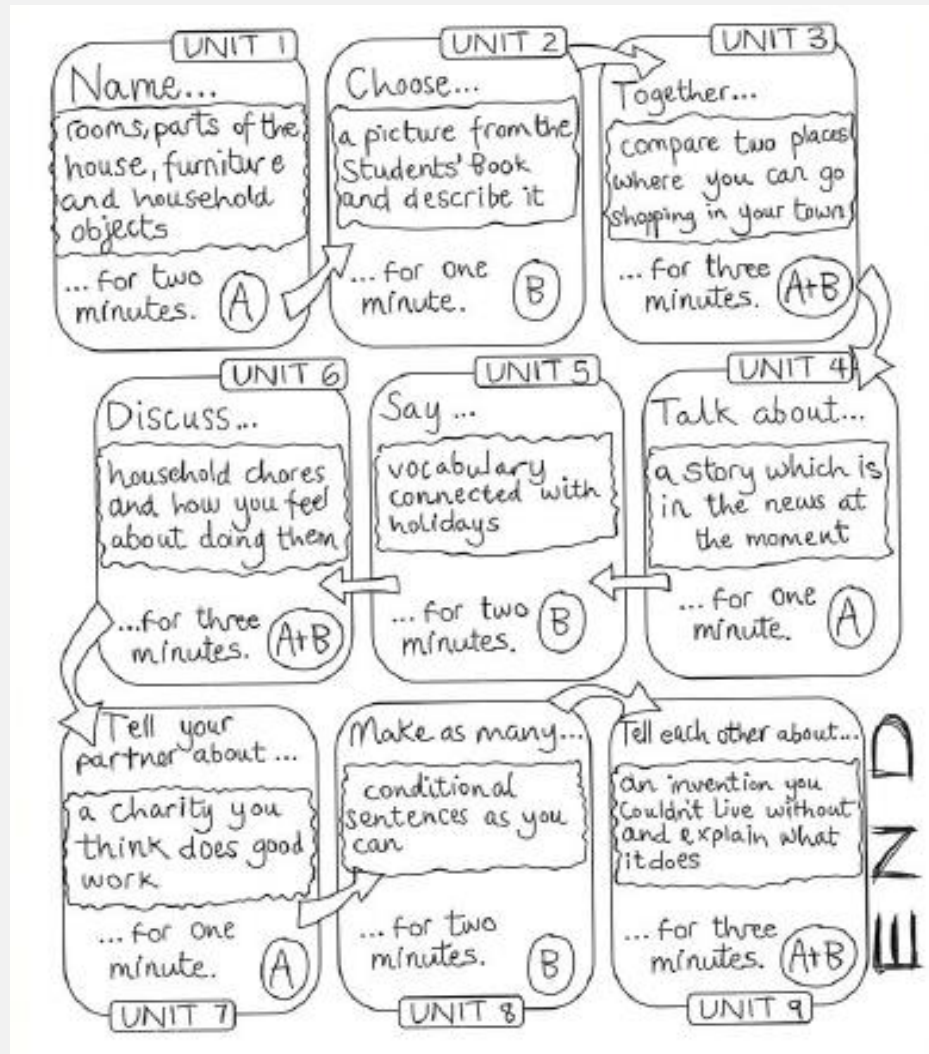 UNIT 1
Name...
rooms, parts of the
house, furniture
and household
objects
... for two
minutes.
A
UNIT 2
Choose...
a picture from the
Students' Book
and describe it
... for one
minute.
B
UNIT 3
Together...
compare two places
where you can go
shopping in your town
... for three
minutes.
A+B
UNIT 4
Talk about...
a story which is
in the news at
the moment
... for one
minute.
A
UNIT 5
Say ...
vocabulary
connected with
holidays
... for two
minutes.
B
UNIT 6
Discuss...
household chores
and how you feel
about doing them
...for three
minutes.
A+B
Tell your
partner about ...
a charity you
think does good
work
... for one
minute.
A
UNIT 7
Make as many...
conditional
sentences as you
can
... for two
minutes.
B
UNIT 8
Tell each other about...
an invention you
couldn't live without
and explain what
it does
... for three
minutes.
A+B
UNIT 9
END